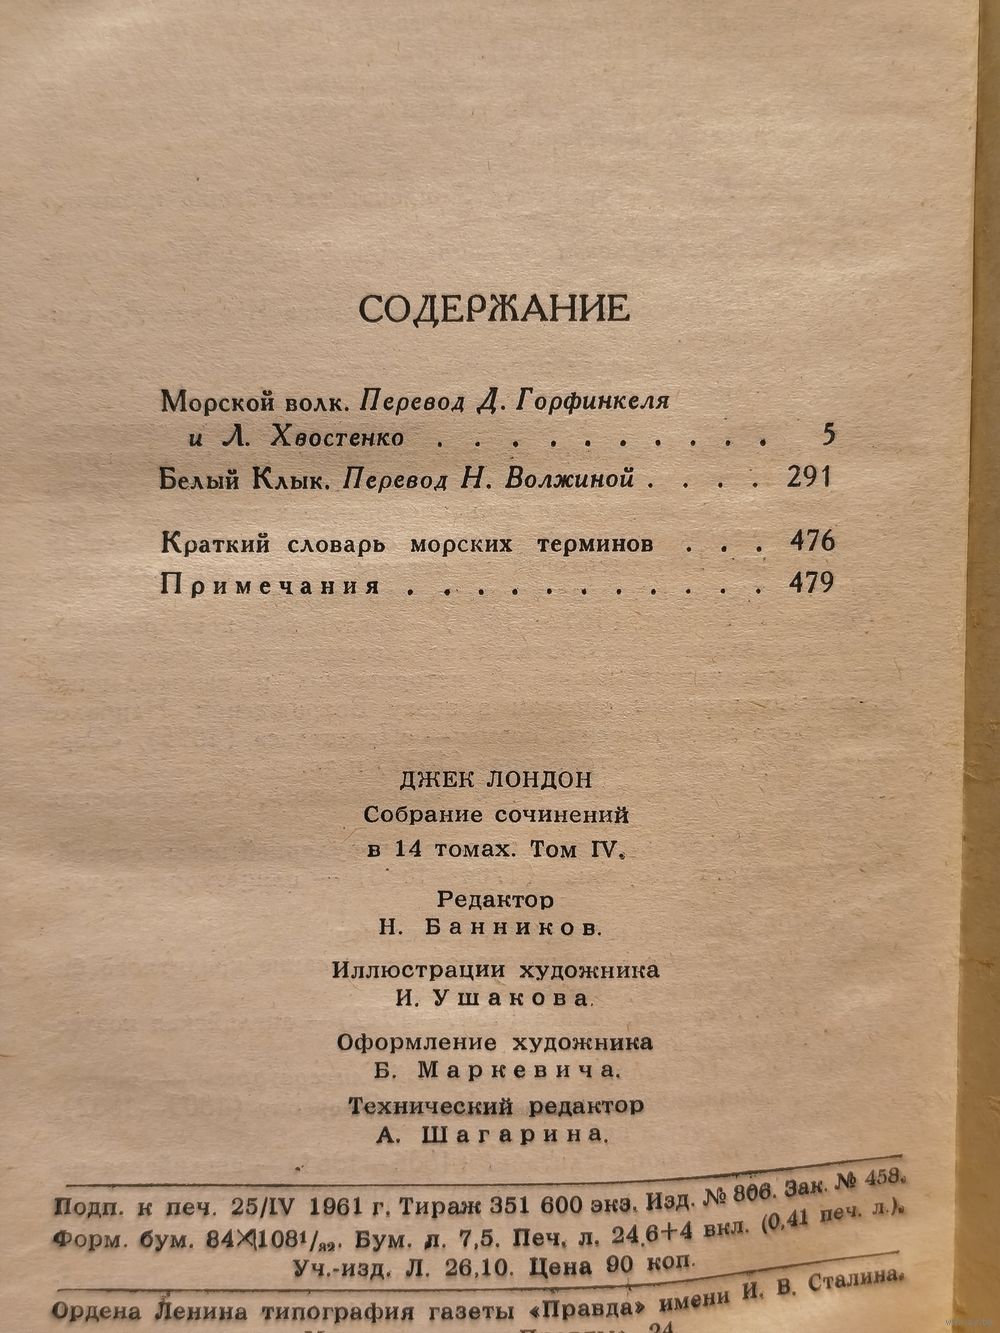 СОДЕРЖАНИЕ
Морской волк. Перевод Д. Горфинкеля
и Л. Хвостенко . . . . . . . . . . 5
Белый Клык. Перевод Н. Волжиной . . . . 291
Краткий словарь морских терминов . . . 476
Примечания . . . . . . . . . . . 479
ДЖЕК ЛОНДОН
Собрание сочинений
в 14 томах. Том IV.
Редактор
Н. Банников.
Иллюстрации художника
И. Ушакова.
Оформление художника
Б. Маркевича.
Технический редактор
А. Шагарина.
Подп. к печ. 25/IV 1961 г. Тираж 351 600 экз. Изд. № 806. Зак. № 458.
Форм. бум. 84×108¹/₃₂. Бум. л. 7,5. Печ. л. 24,6+4 вкл. (0,41 печ. л.).
Уч.-изд. Л. 26,10. Цена 90 коп.
Ордена Ленина типография газеты «Правда» имени И. В. Сталина.
24